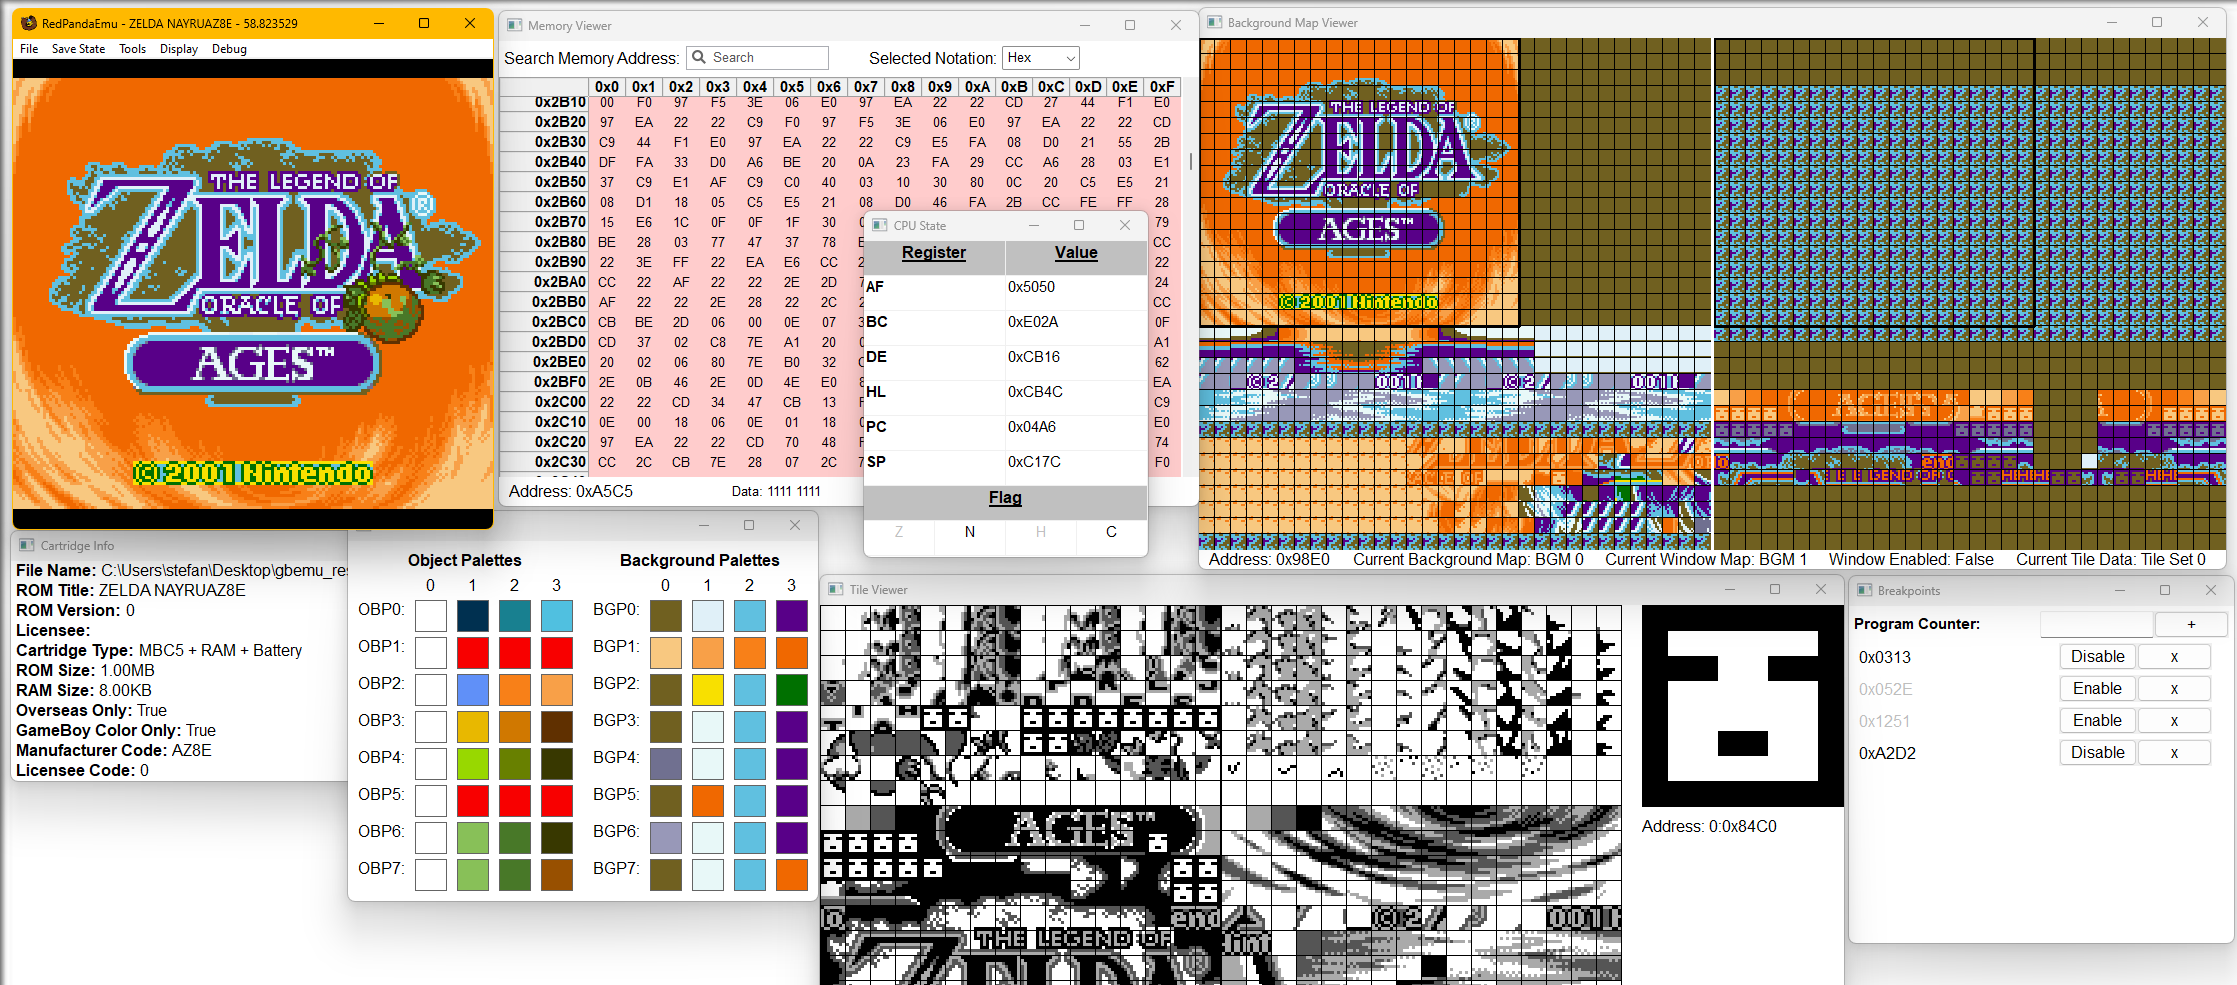 RedPandaEmu - ZELDA NAYRUAZ8E - 58.823529
File Save State Tools Display Debug
THE LEGEND OF
ZELDA®
ORACLE OF
AGES™
© 2001 Nintendo
Memory Viewer
Search Memory Address: Search Selected Notation: Hex
0x0 0x1 0x2 0x3 0x4 0x5 0x6 0x7 0x8 0x9 0xA 0xB 0xC 0xD 0xE 0xF
0x2B10 00 F0 97 F5 3E 06 E0 97 EA 22 22 CD 27 44 F1 E0
0x2B20 97 EA 22 22 C9 F0 97 F5 3E 06 E0 97 EA 22 22 CD
0x2B30 C9 44 F1 E0 97 EA 22 22 C9 E5 FA 08 D0 21 55 2B
0x2B40 DF FA 33 D0 A6 BE 20 0A 23 FA 29 CC A6 28 03 E1
0x2B50 37 C9 E1 AF C9 C0 40 03 10 30 80 0C 20 C5 E5 21
0x2B60 08 D1 18 05 C5 E5 21 08 D0 46 FA 2B CC FE FF 28
0x2B70 15 E6 1C 0F 0F 1F 30 79
0x2B80 BE 28 03 77 47 37 78 CC
0x2B90 22 3E FF 22 EA E6 CC 22
0x2BA0 CC 22 AF 22 22 2E 2D 24
0x2BB0 AF 22 22 2E 28 22 2C CC
0x2BC0 CB BE 2D 06 00 0E 07 0F
0x2BD0 CD 37 02 C8 7E A1 20 A1
0x2BE0 20 02 06 80 7E B0 32 62
0x2BF0 2E 0B 46 2E 0D 4E E0 EA
0x2C00 22 22 CD 34 47 CB 13 C9
0x2C10 0E 00 18 06 0E 01 18 E0
0x2C20 97 EA 22 22 CD 70 48 74
0x2C30 CC 2C CB 7E 28 07 2C F0
Address: 0xA5C5 Data: 1111 1111
CPU State
Register Value
AF 0x5050
BC 0xE02A
DE 0xCB16
HL 0xCB4C
PC 0x04A6
SP 0xC17C
Flag
Z N H C
Background Map Viewer
THE LEGEND OF
ZELDA®
ORACLE OF
AGES™
© 2001 Nintendo
Address: 0x98E0 Current Background Map: BGM 0 Current Window Map: BGM 1 Window Enabled: False Current Tile Data: Tile Set 0
Cartridge Info
File Name: C:\Users\stefan\Desktop\gbemu_re
ROM Title: ZELDA NAYRUAZ8E
ROM Version: 0
Licensee:
Cartridge Type: MBC5 + RAM + Battery
ROM Size: 1.00MB
RAM Size: 8.00KB
Overseas Only: True
GameBoy Color Only: True
Manufacturer Code: AZ8E
Licensee Code: 0
Object Palettes Background Palettes
0 1 2 3 0 1 2 3
OBP0: BGP0:
OBP1: BGP1:
OBP2: BGP2:
OBP3: BGP3:
OBP4: BGP4:
OBP5: BGP5:
OBP6: BGP6:
OBP7: BGP7:
Tile Viewer
AGES™
THE LEGEND OF
Address: 0:0x84C0
Breakpoints
Program Counter: +
0x0313 Disable x
0x052E Enable x
0x1251 Enable x
0xA2D2 Disable x